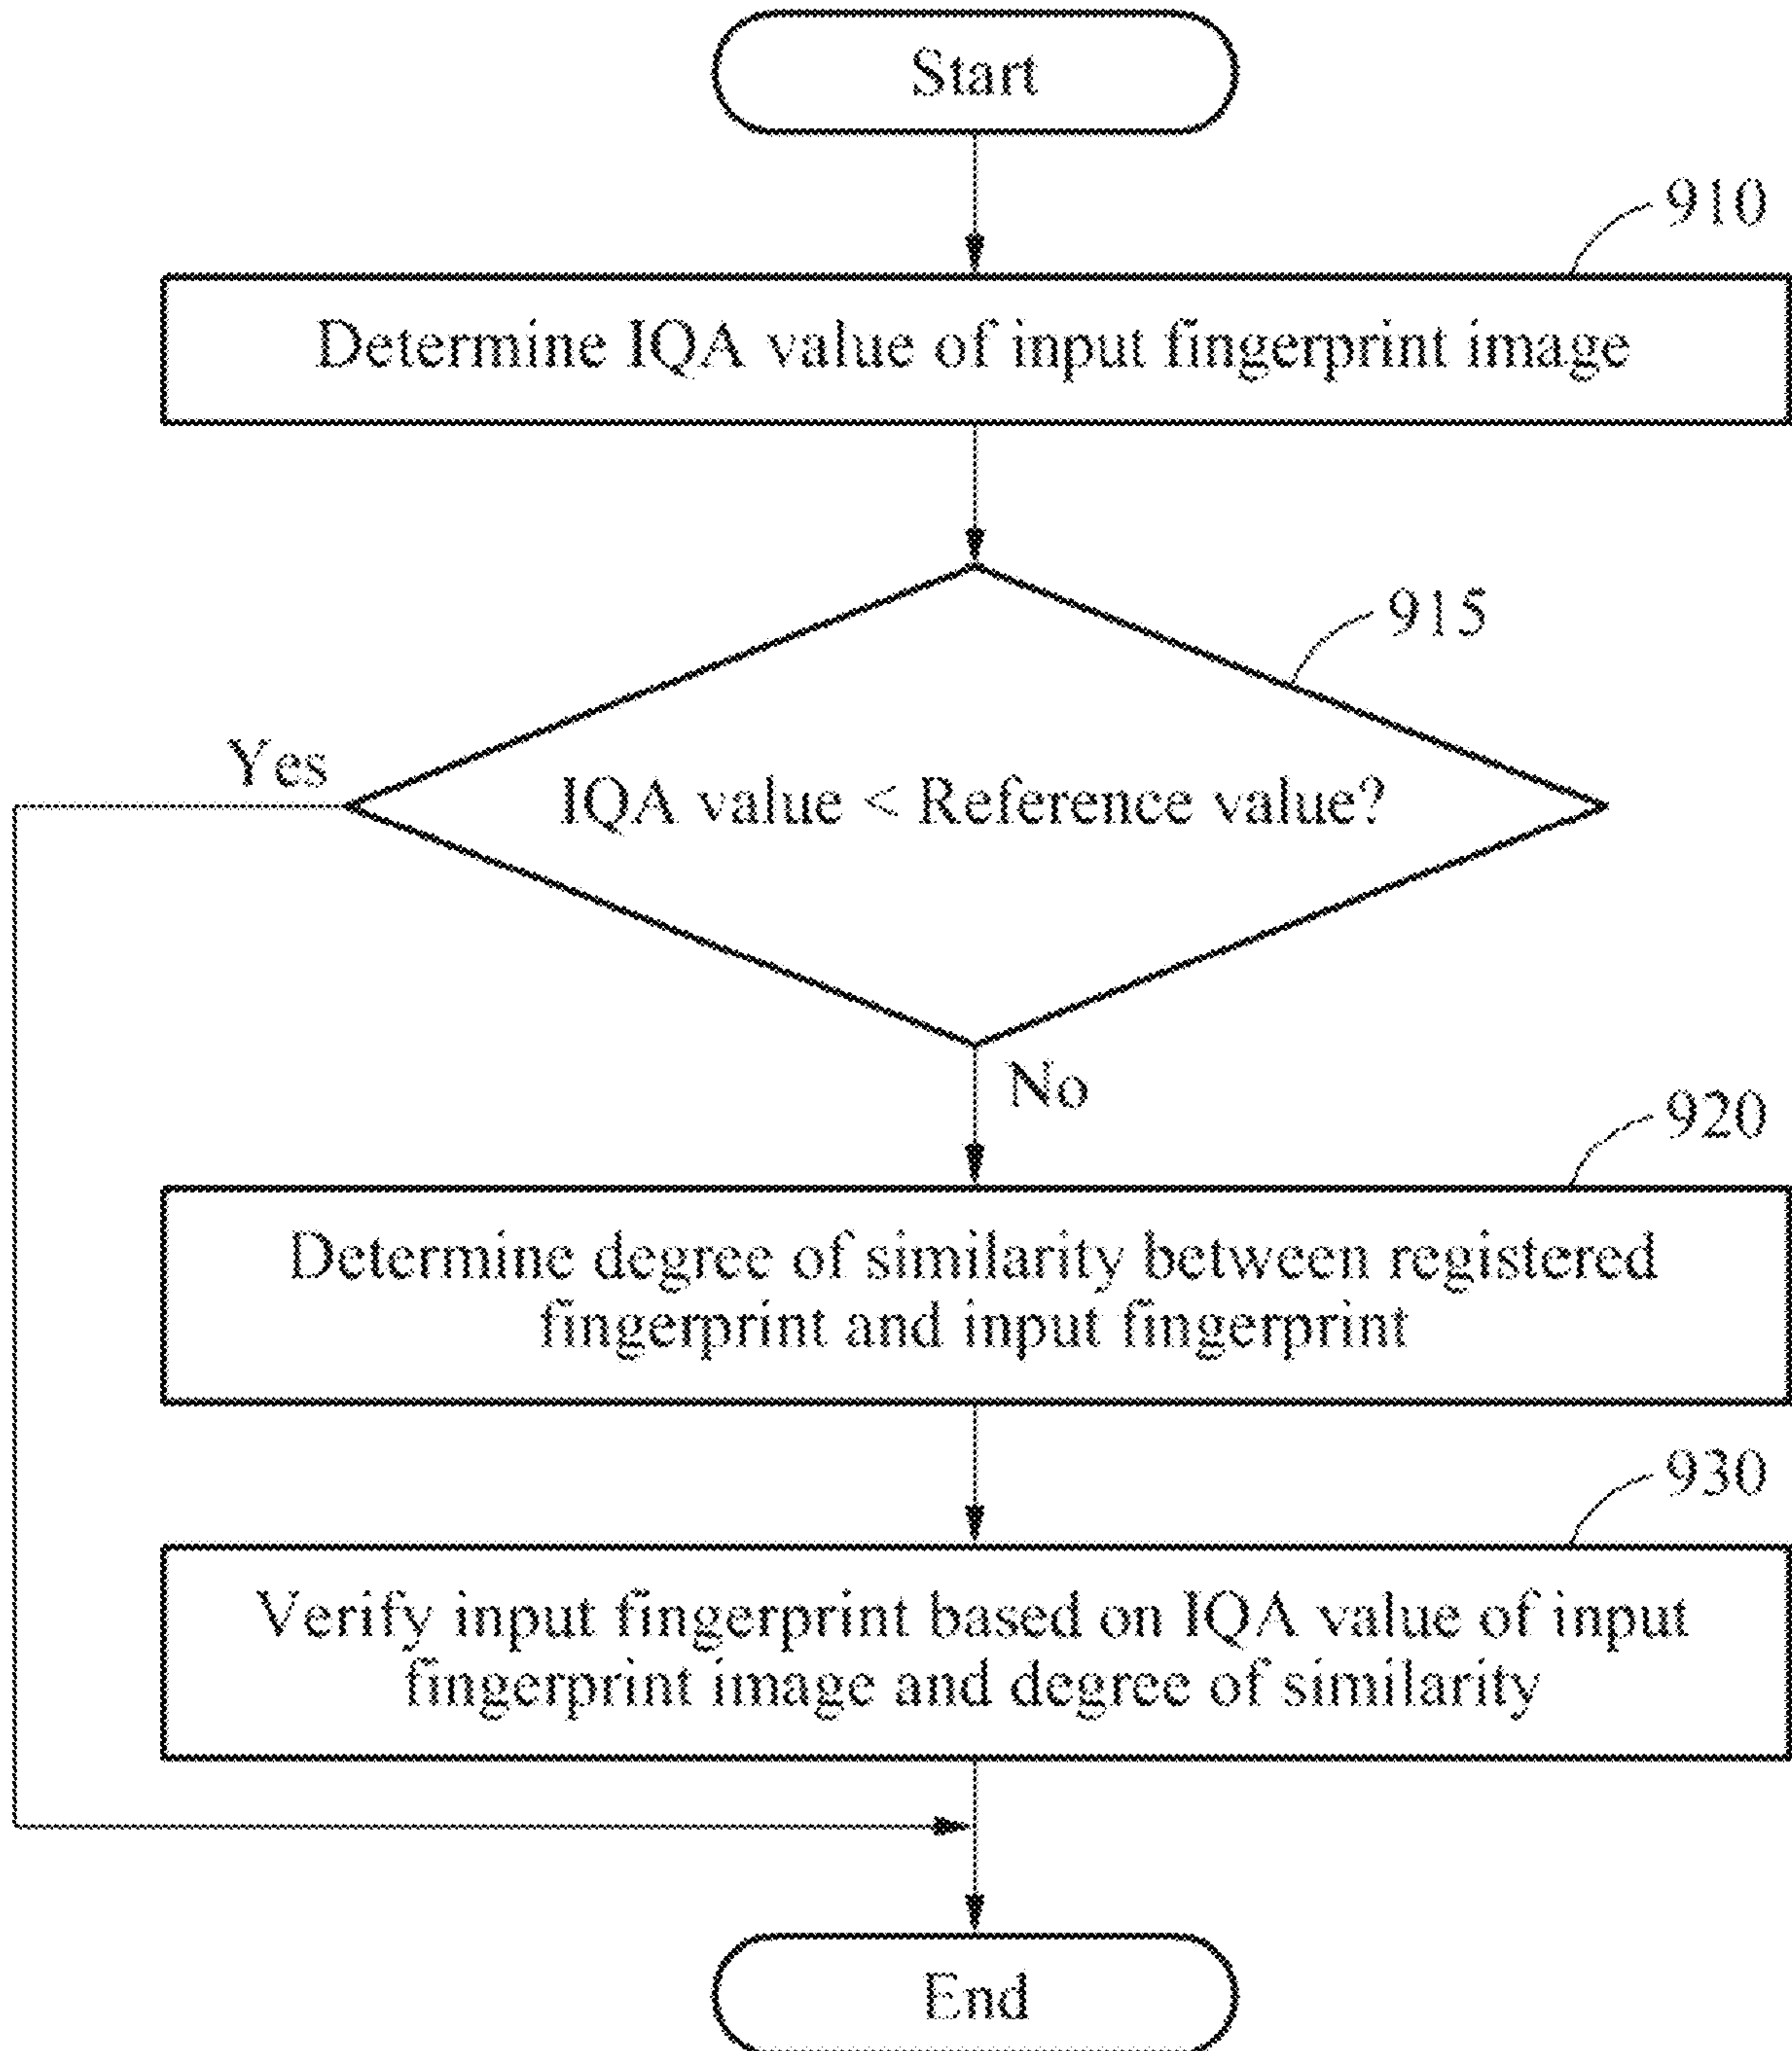 Start
910
Determine IQA value of input fingerprint image
915
Yes
IQA value < Reference value?
No
920
Determine degree of similarity between registered
fingerprint and input fingerprint
930
Verify input fingerprint based on IQA value of input
fingerprint image and degree of similarity
End